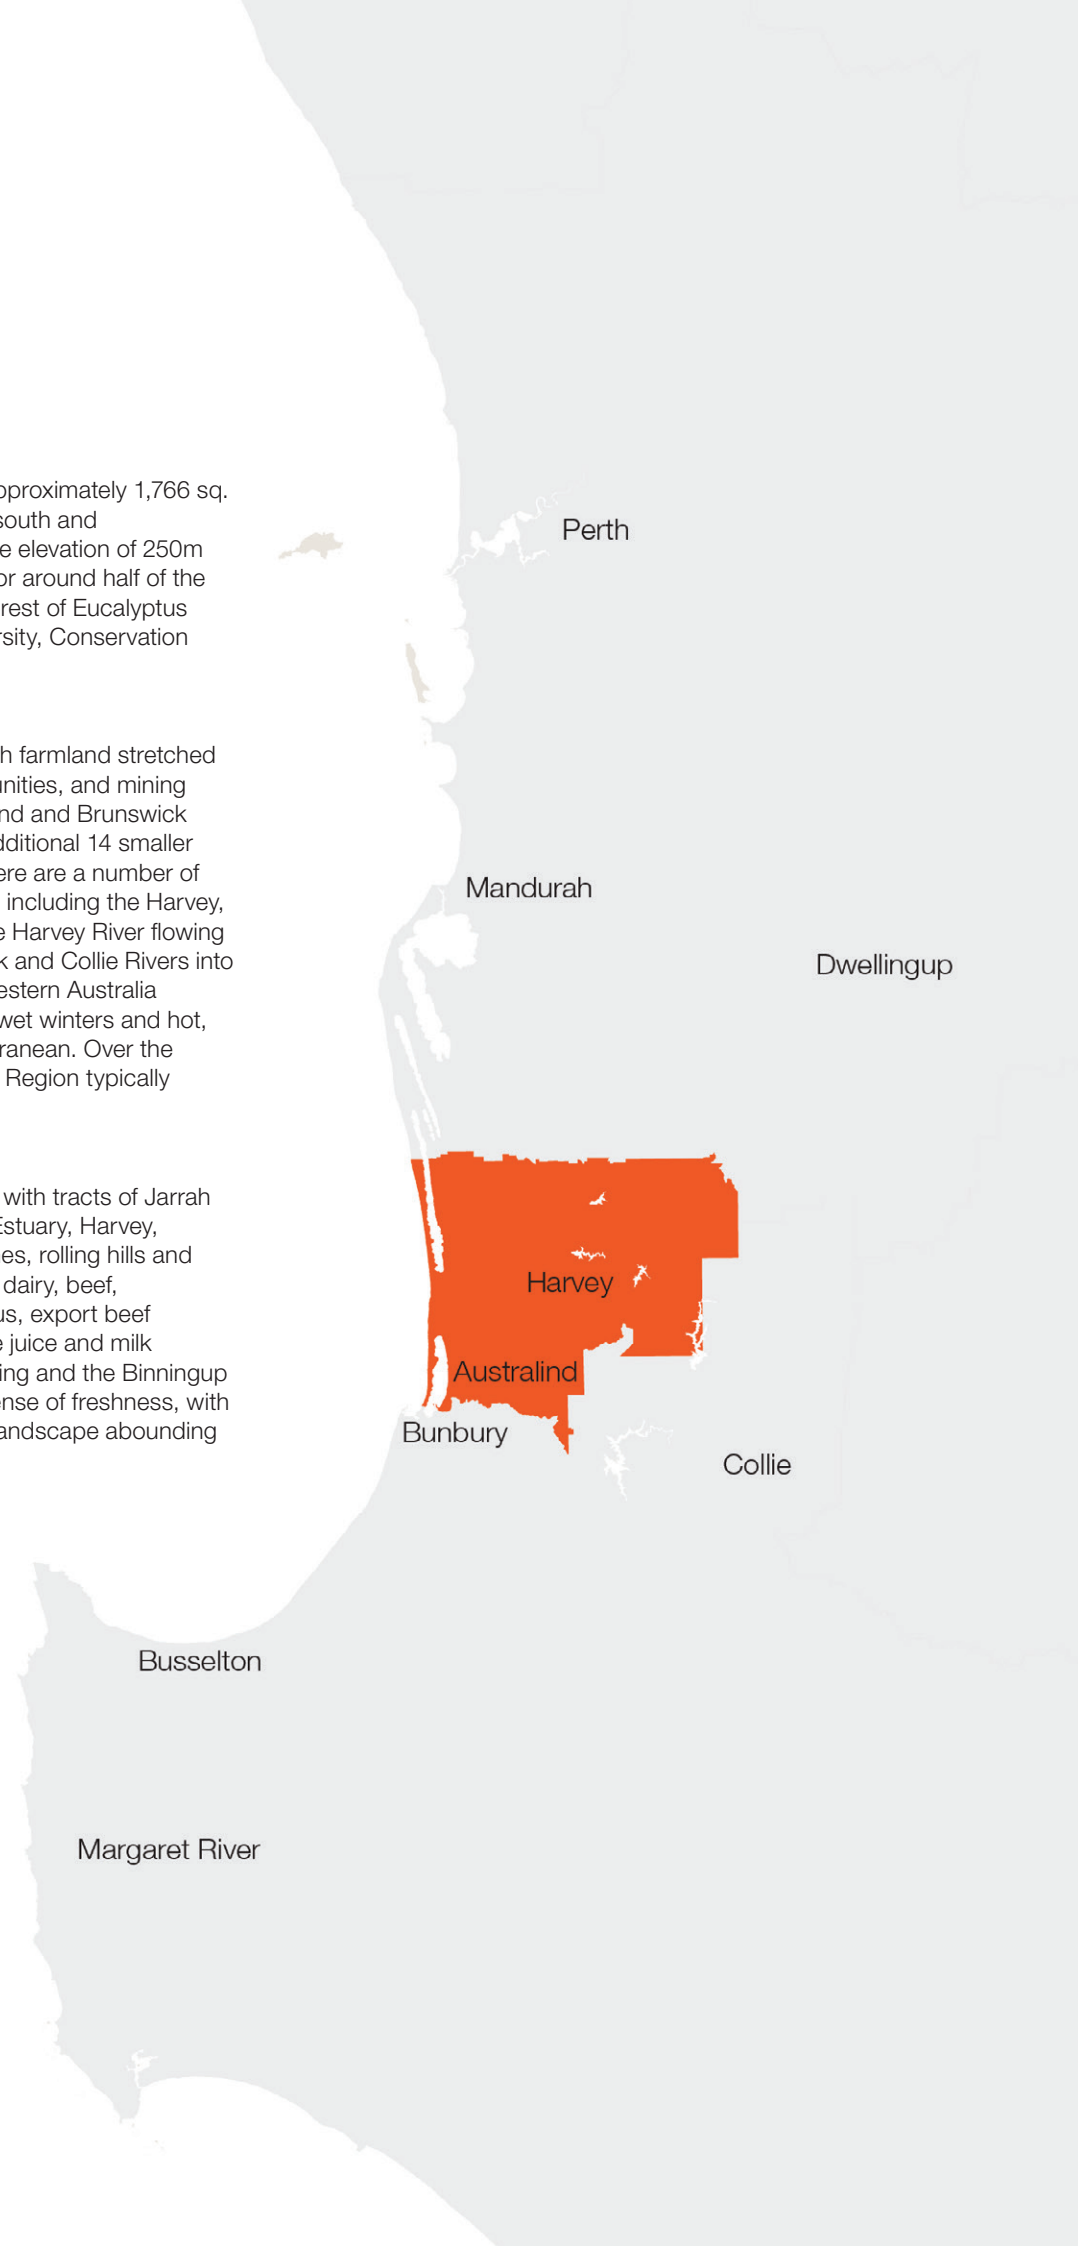 pproximately 1,766 sq.
south and
e elevation of 250m
or around half of the
rest of Eucalyptus
rsity, Conservation
h farmland stretched
unities, and mining
nd and Brunswick
dditional 14 smaller
ere are a number of
including the Harvey,
e Harvey River flowing
k and Collie Rivers into
estern Australia
wet winters and hot,
ranean. Over the
Region typically
with tracts of Jarrah
Estuary, Harvey,
es, rolling hills and
dairy, beef,
us, export beef
e juice and milk
ing and the Binningup
ense of freshness, with
andscape abounding
Perth
Mandurah
Dwellingup
Harvey
Australind
Bunbury
Collie
Busselton
Margaret River